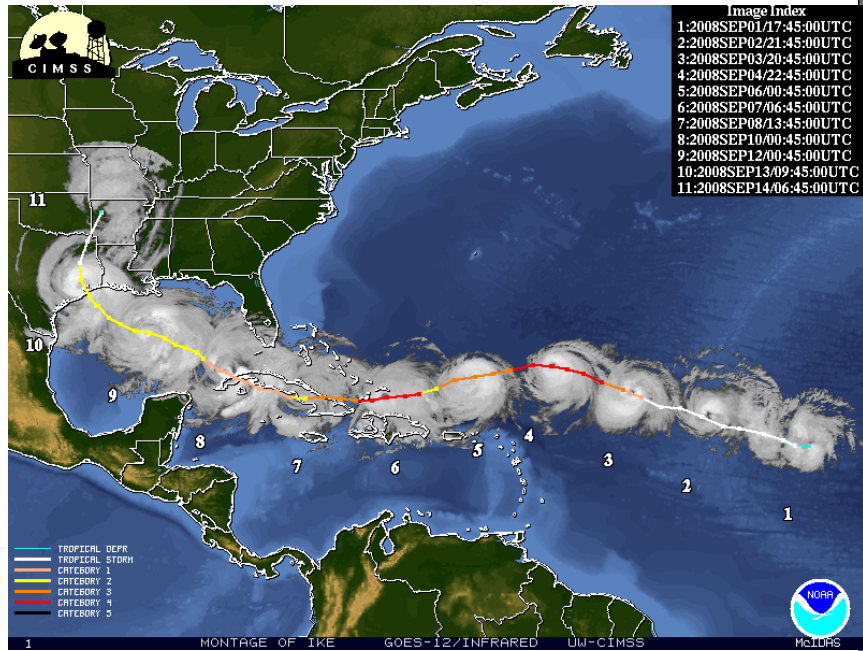 CIMSS
Image Index
1:2008SEP01/17:45:00UTC
2:2008SEP02/21:45:00UTC
3:2008SEP03/20:45:00UTC
4:2008SEP04/22:45:00UTC
5:2008SEP06/00:45:00UTC
6:2008SEP07/06:45:00UTC
7:2008SEP08/13:45:00UTC
8:2008SEP10/00:45:00UTC
9:2008SEP12/00:45:00UTC
10:2008SEP13/09:45:00UTC
11:2008SEP14/06:45:00UTC
11
10
9
8
7
6
5
4
3
2
1
TROPICAL DEPR
TROPICAL STORM
CATEGORY 1
CATEGORY 2
CATEGORY 3
CATEGORY 4
CATEGORY 5
NOAA
1 MONTAGE OF IKE GOES-12/INFRARED UW-CIMSS McIDAS